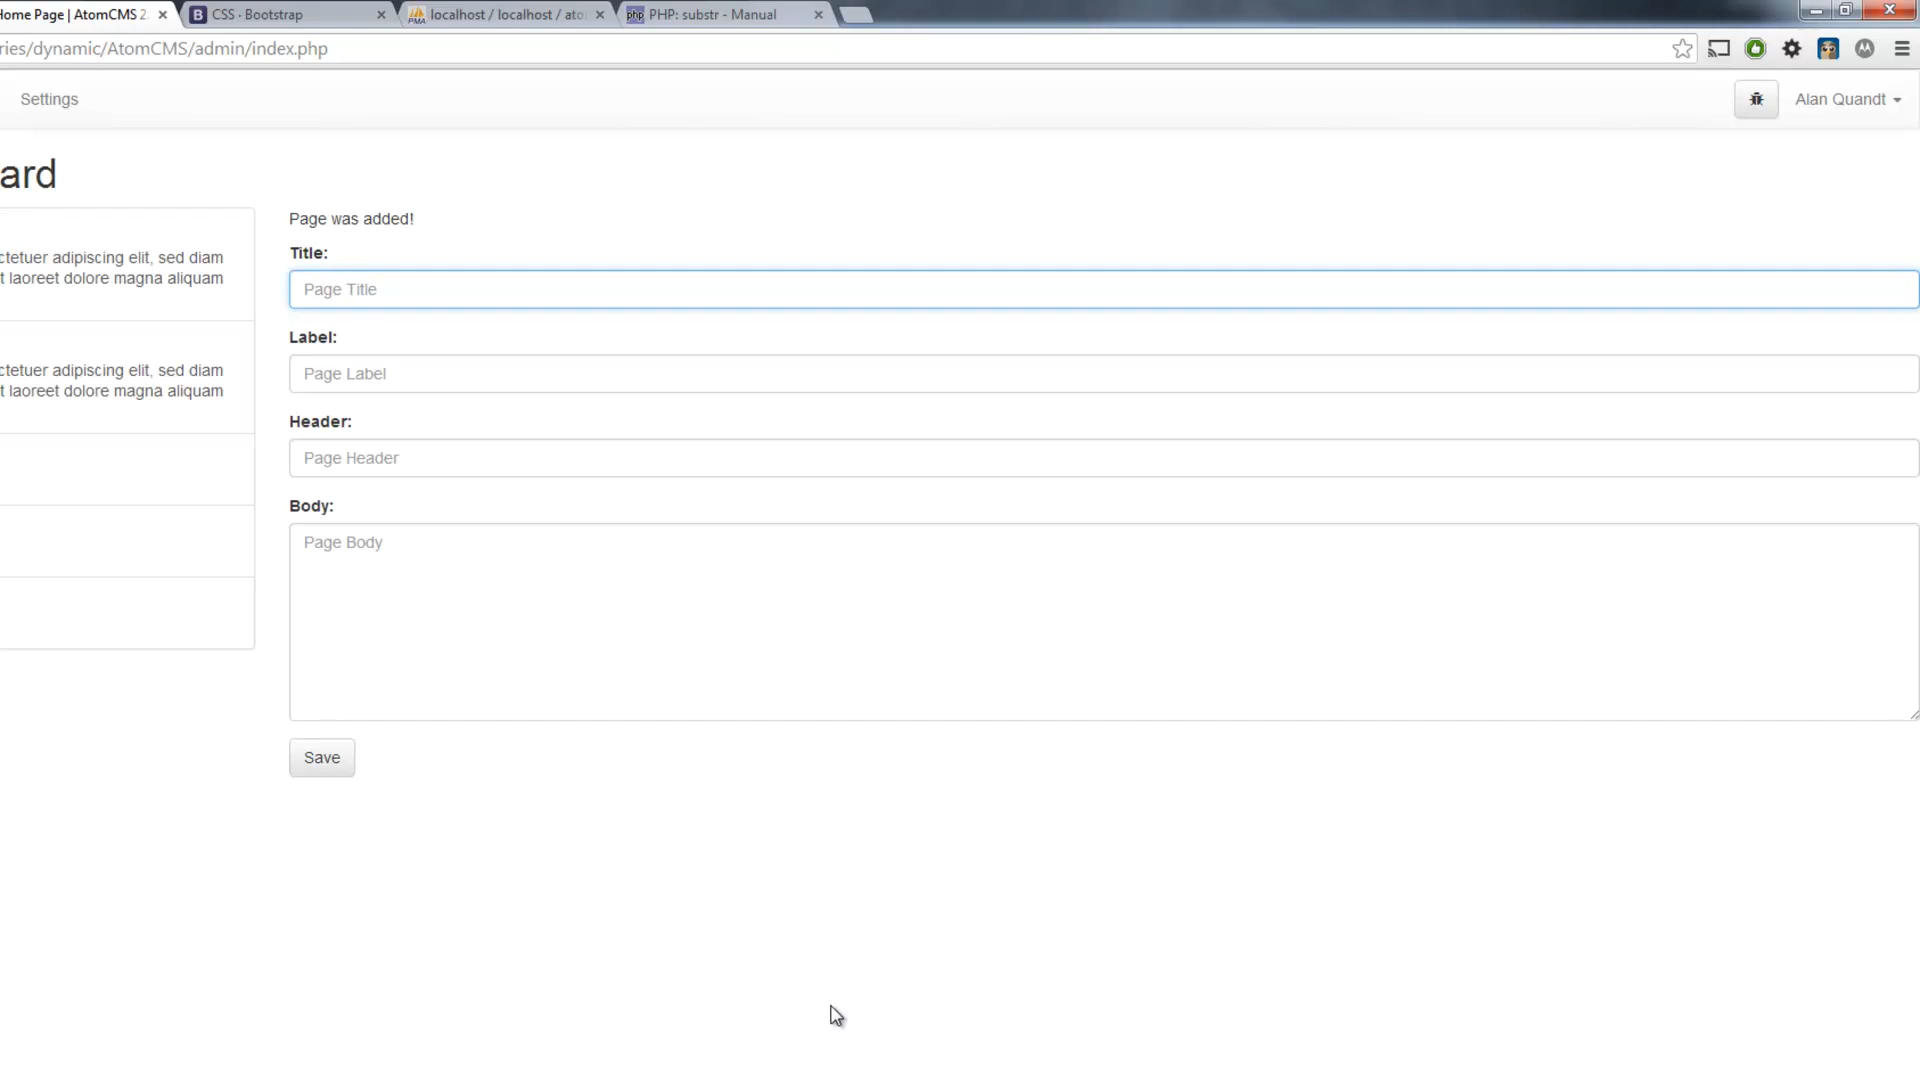 Home Page | AtomCMS 2.
CSS · Bootstrap
localhost / localhost / ato
PHP: substr - Manual
ries/dynamic/AtomCMS/admin/index.php
Settings
Alan Quandt
ard
Page was added!
ctetuer adipiscing elit, sed diam
t laoreet dolore magna aliquam
ctetuer adipiscing elit, sed diam
t laoreet dolore magna aliquam
Title:
Page Title
Label:
Page Label
Header:
Page Header
Body:
Page Body
Save